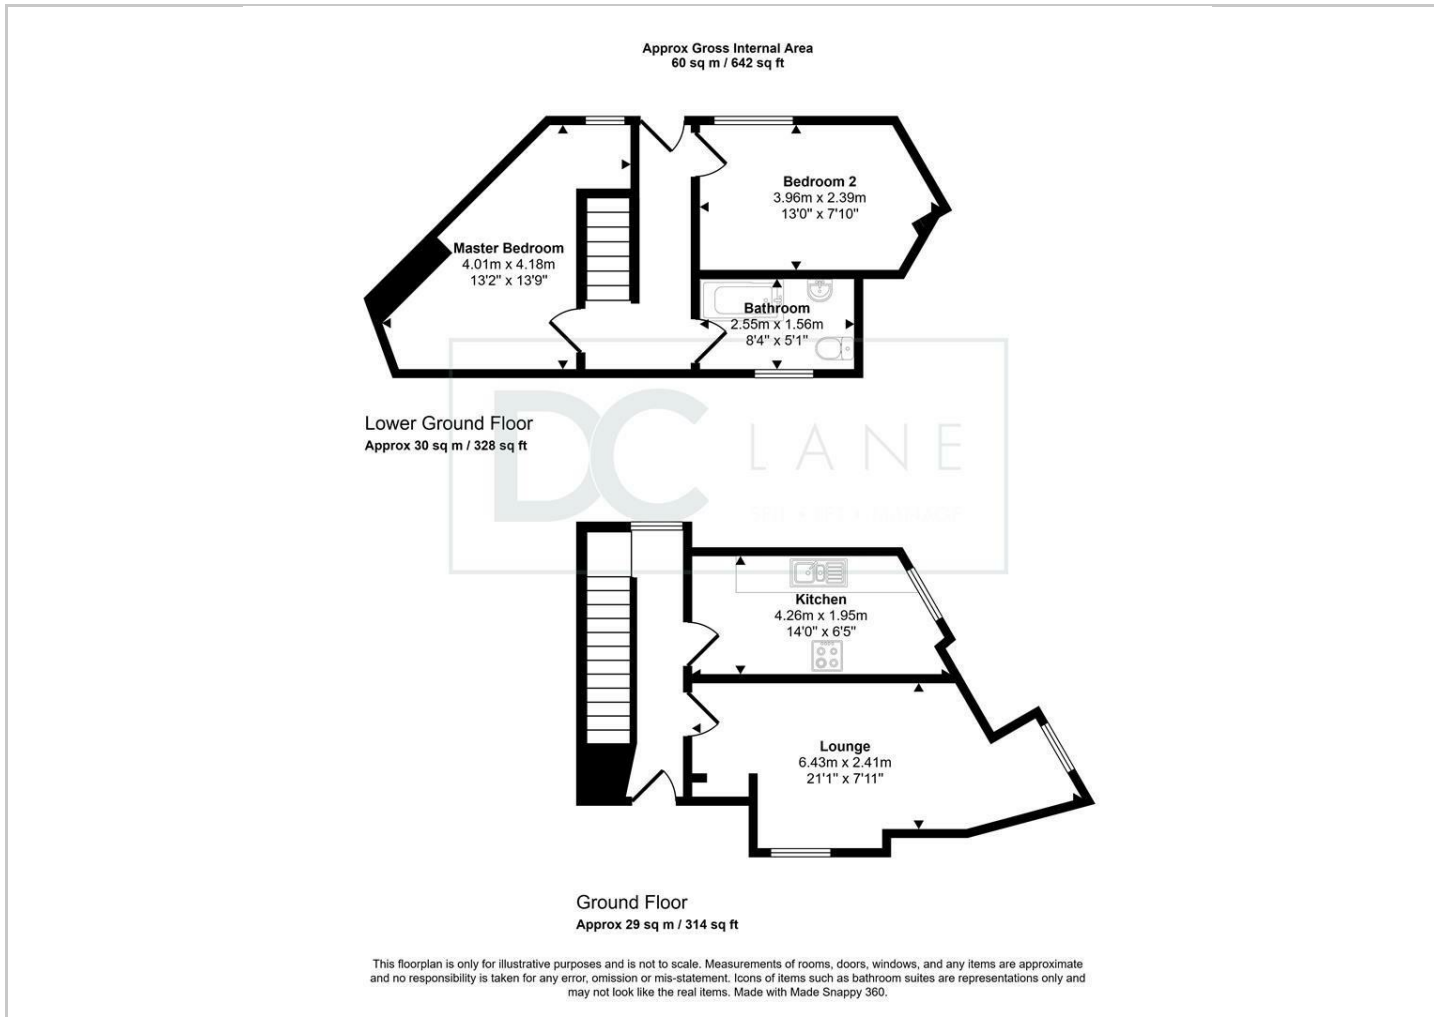 Approx Gross Internal Area
60 sq m / 642 sq ft
Bedroom 2
3.96m x 2.39m
13'0" x 7'10"
Master Bedroom
4.01m x 4.18m
13'2" x 13'9"
Bathroom
2.55m x 1.56m
8'4" x 5'1"
Lower Ground Floor
Approx 30 sq m / 328 sq ft
DC LANE
Kitchen
4.26m x 1.95m
14'0" x 6'5"
Lounge
6.43m x 2.41m
21'1" x 7'11"
Ground Floor
Approx 29 sq m / 314 sq ft
This floorplan is only for illustrative purposes and is not to scale. Measurements of rooms, doors, windows, and any items are approximate
and no responsibility is taken for any error, omission or mis-statement. Icons of items such as bathroom suites are representations only and
may not look like the real items. Made with Made Snappy 360.